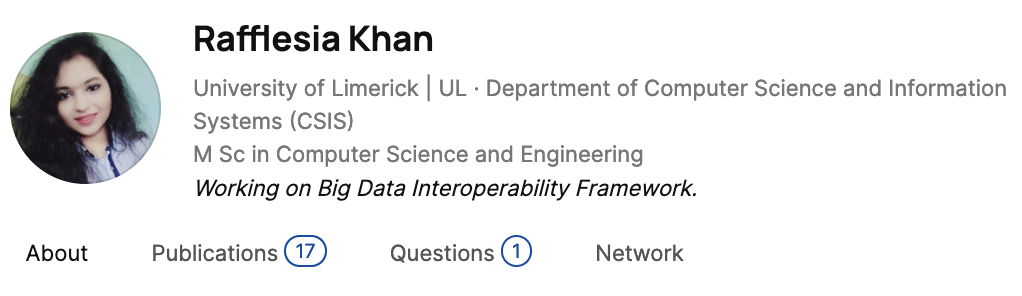 Rafflesia Khan
University of Limerick | UL · Department of Computer Science and Information
Systems (CSIS)
M Sc in Computer Science and Engineering
Working on Big Data Interoperability Framework.
About Publications 17 Questions 1 Network